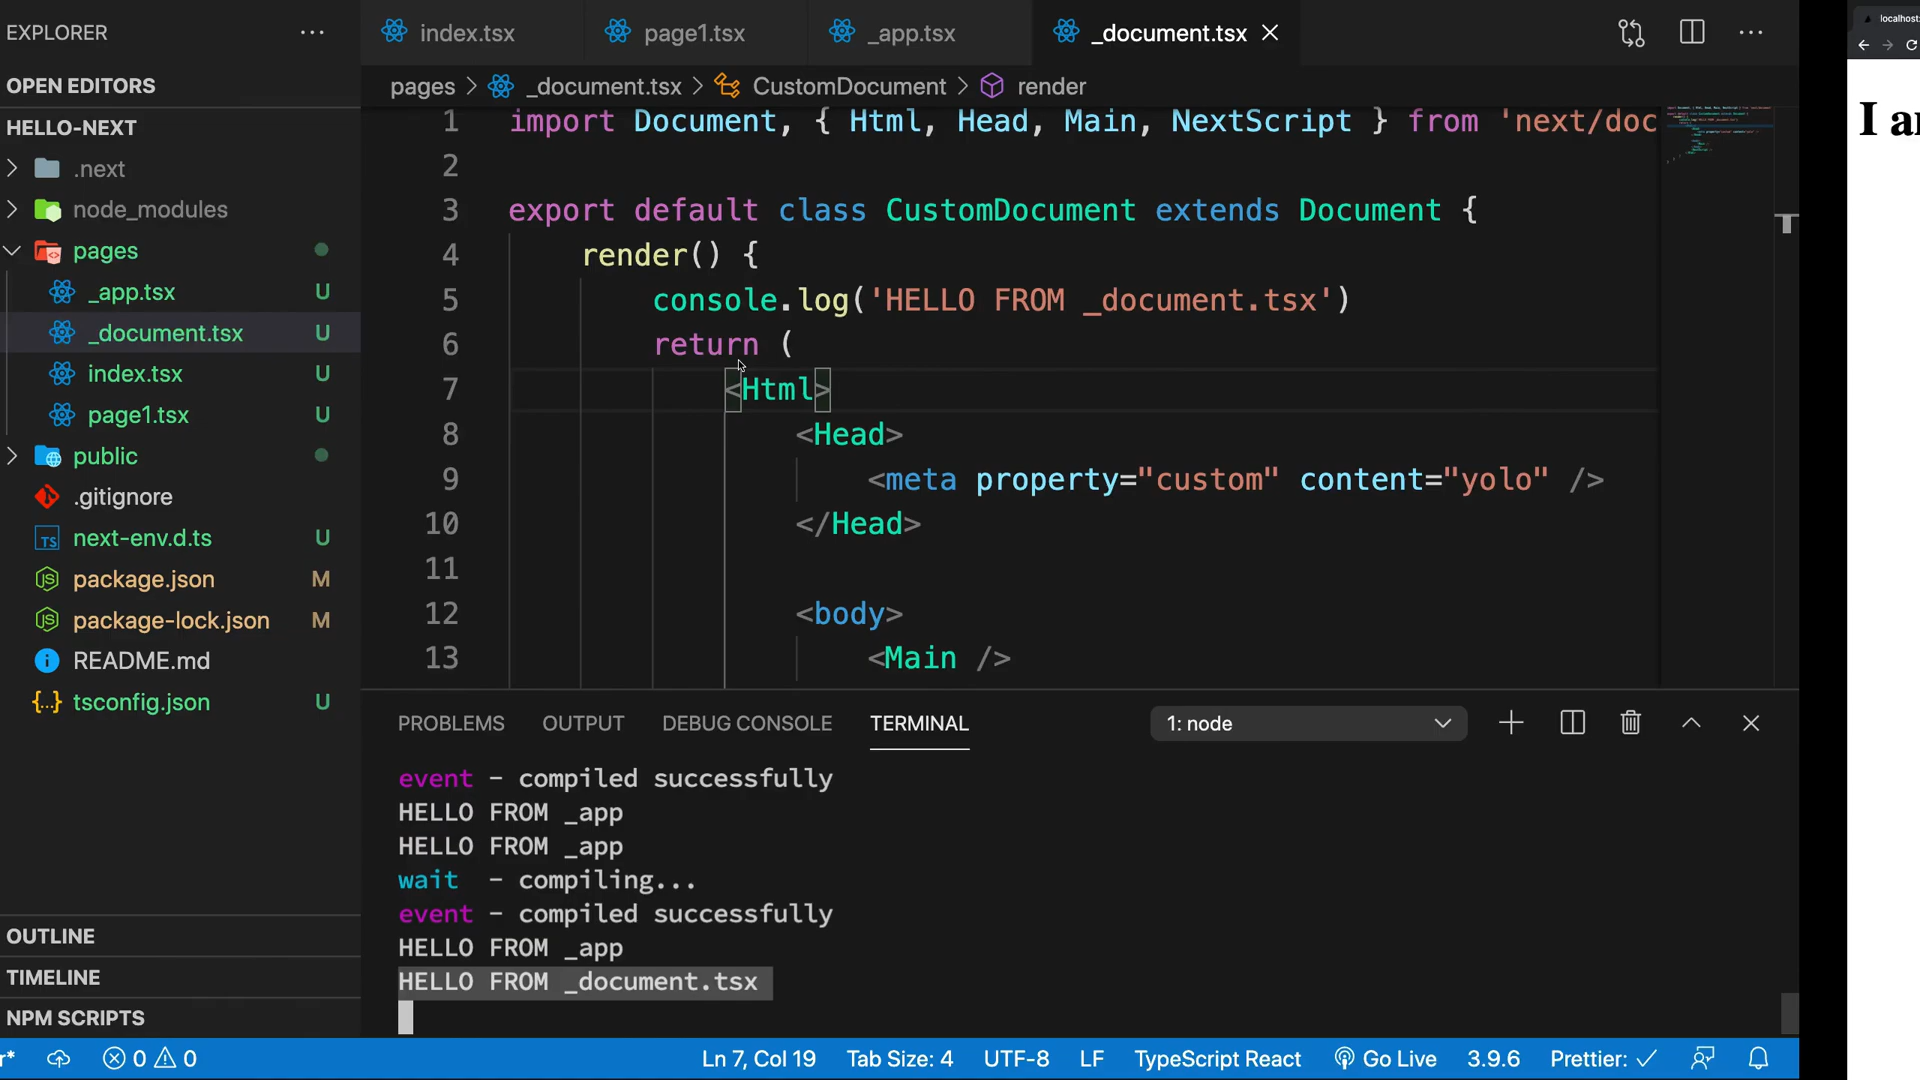 EXPLORER
OPEN EDITORS
HELLO-NEXT
.next
node_modules
pages
_app.tsx U
_document.tsx U
index.tsx U
page1.tsx U
public
.gitignore
next-env.d.ts U
package.json M
package-lock.json M
README.md
tsconfig.json U
OUTLINE
TIMELINE
NPM SCRIPTS
index.tsx page1.tsx _app.tsx _document.tsx
pages > _document.tsx > CustomDocument > render
1 import Document, { Html, Head, Main, NextScript } from 'next/doc
2
3 export default class CustomDocument extends Document {
4 render() {
5 console.log('HELLO FROM _document.tsx')
6 return (
7 <Html>
8 <Head>
9 <meta property="custom" content="yolo" />
10 </Head>
11
12 <body>
13 <Main />
PROBLEMS OUTPUT DEBUG CONSOLE TERMINAL 1: node
event - compiled successfully
HELLO FROM _app
HELLO FROM _app
wait - compiling...
event - compiled successfully
HELLO FROM _app
HELLO FROM _document.tsx
r* 0 0 Ln 7, Col 19 Tab Size: 4 UTF-8 LF TypeScript React Go Live 3.9.6 Prettier: ✓
localhost:
I a